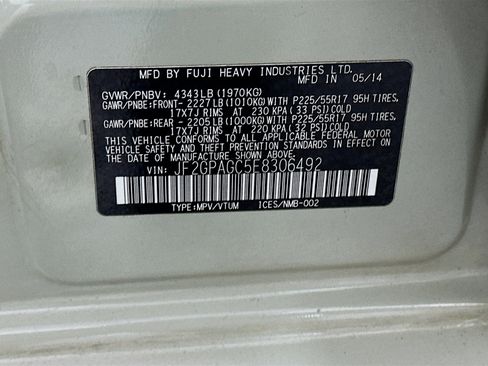 MFD BY FUJI HEAVY INDUSTRIES LTD.
MFD IN 05/14
GVWR/PNBV: 4343LB(1970KG)
GAWR/PNBE:FRONT- 2227LB(1010KG)WITH P225/55R17 95H TIRES,
17X7J RIMS, AT 230 KPA( 33 PSI)COLD
GAWR/PNBE:REAR - 2205LB(1000KG)WITH P225/55R17 95H TIRES,
17X7J RIMS, AT 220 KPA( 32 PSI)COLD
THIS VEHICLE CONFORMS TO ALL APPLICABLE FEDERAL MOTOR
VEHICLE SAFETY AND THEFT PREVENTION STANDARDS IN EFFECT
ON THE DATE OF MANUFACTURE SHOWN ABOVE.
VIN: JF2GPAGC5E8306492
TYPE:MPV/VTUM ICES/NMB-002